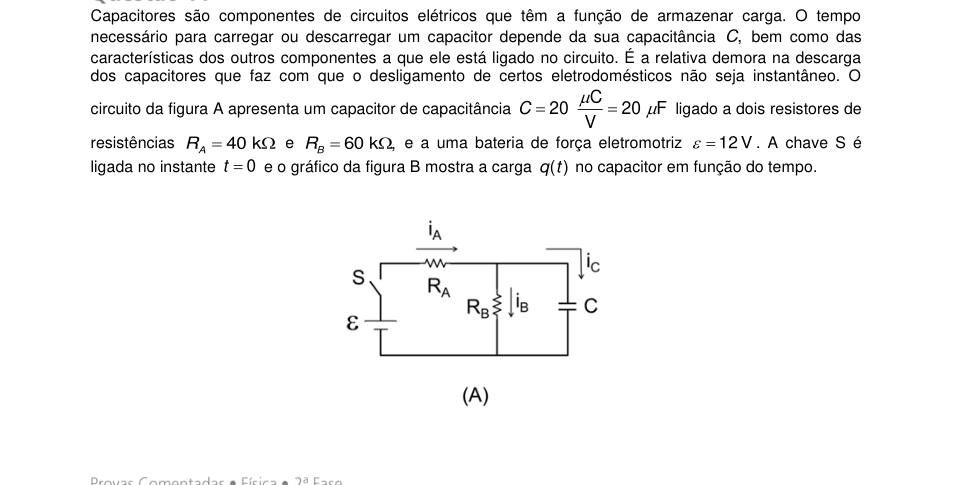 Capacitores são componentes de circuitos elétricos que têm a função de armazenar carga. O tempo
necessário para carregar ou descarregar um capacitor depende da sua capacitância C, bem como das
características dos outros componentes a que ele está ligado no circuito. É a relativa demora na descarga
dos capacitores que faz com que o desligamento de certos eletrodomésticos não seja instantâneo. O
circuito da figura A apresenta um capacitor de capacitância C = 20 μC/V = 20 μF ligado a dois resistores de
resistências R_A = 40 kΩ e R_B = 60 kΩ, e a uma bateria de força eletromotriz ε = 12 V . A chave S é
ligada no instante t = 0 e o gráfico da figura B mostra a carga q(t) no capacitor em função do tempo.
i_A
S
R_A
i_C
R_B
i_B
C
ε
(A)
Provas Comentadas • Física • 2ª Fase